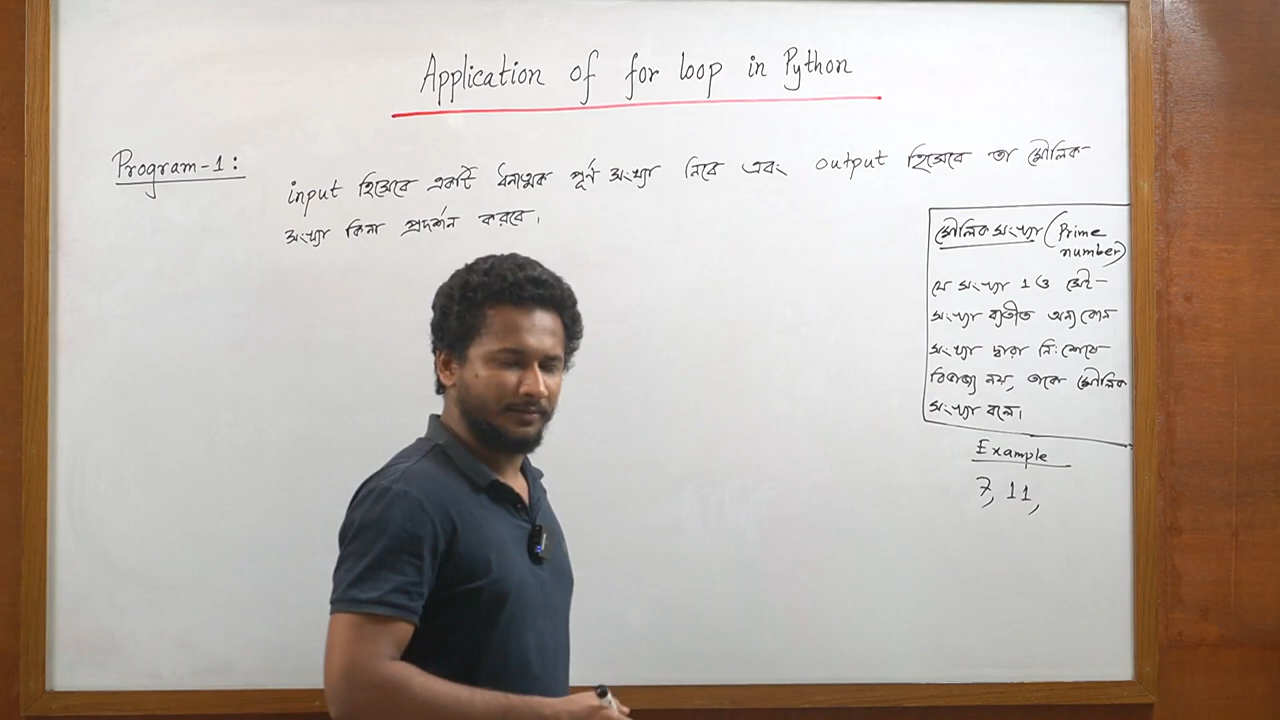 Application of for loop in Python
Program-1:
input হিসেবে একটি ধনাত্মক পূর্ণ সংখ্যা নিবে এবং output হিসেবে তা মৌলিক
সংখ্যা কিনা প্রদর্শন করবে।
মৌলিক সংখ্যা (Prime
number)
যে সংখ্যা 1 ও সেই-
সংখ্যা ব্যতীত অন্য কোন
সংখ্যা দ্বারা নিঃশেষে
বিভাজ্য নয়, তাকে মৌলিক
সংখ্যা বলে।
Example
7, 11,